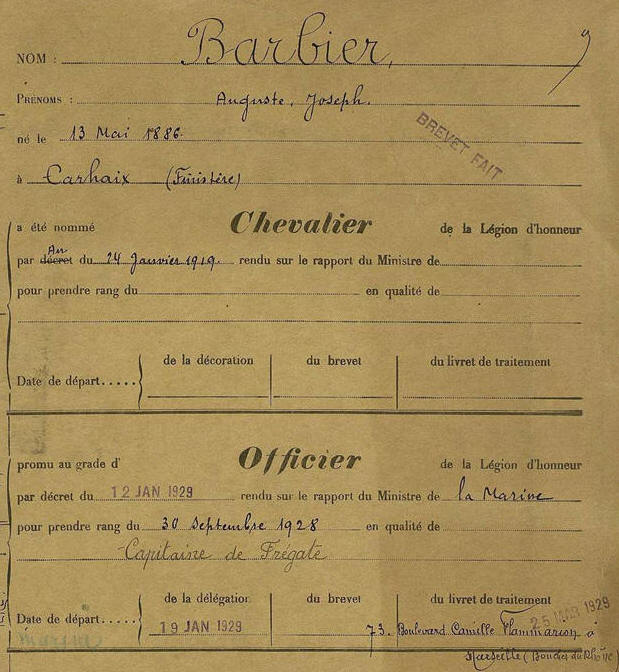 NOM : Barbier.
PRÉNOMS : Auguste, Joseph.
né le 13 Mai 1886.
BREVET FAIT
à Carhaix (Finistère)
a été nommé Chevalier de la Légion d'honneur
Ar
par décret du 24 Janvier 1919. rendu sur le rapport du Ministre de
pour prendre rang du en qualité de
de la décoration du brevet du livret de traitement
Date de départ.....
promu au grade d' Officier de la Légion d'honneur
par décret du 12 JAN 1929 rendu sur le rapport du Ministre de la Marine
pour prendre rang du 30 Septembre 1928 en qualité de
Capitaine de Frégate
de la délégation du brevet du livret de traitement
25 MAR 1929
Date de départ..... 19 JAN 1929 73. Boulevard Camille Flammarion à
Marine
Marseille (Bouches du Rhône)